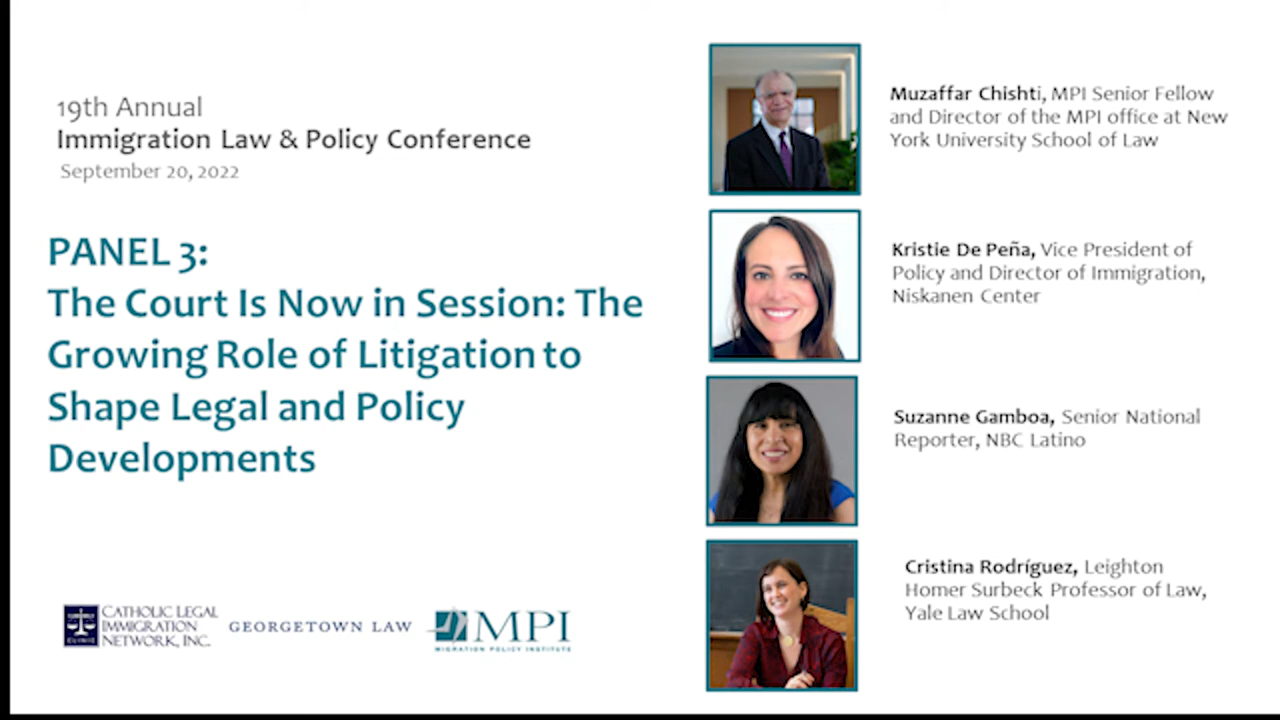 19th Annual
Immigration Law & Policy Conference
September 20, 2022
PANEL 3:
The Court Is Now in Session: The
Growing Role of Litigation to
Shape Legal and Policy
Developments
Muzaffar Chishti, MPI Senior Fellow
and Director of the MPI office at New
York University School of Law
Kristie De Peña, Vice President of
Policy and Director of Immigration,
Niskanen Center
Suzanne Gamboa, Senior National
Reporter, NBC Latino
Cristina Rodríguez, Leighton
Homer Surbeck Professor of Law,
Yale Law School
CLINIC
CATHOLIC LEGAL
IMMIGRATION
NETWORK, INC.
GEORGETOWN LAW
MPI
MIGRATION POLICY INSTITUTE